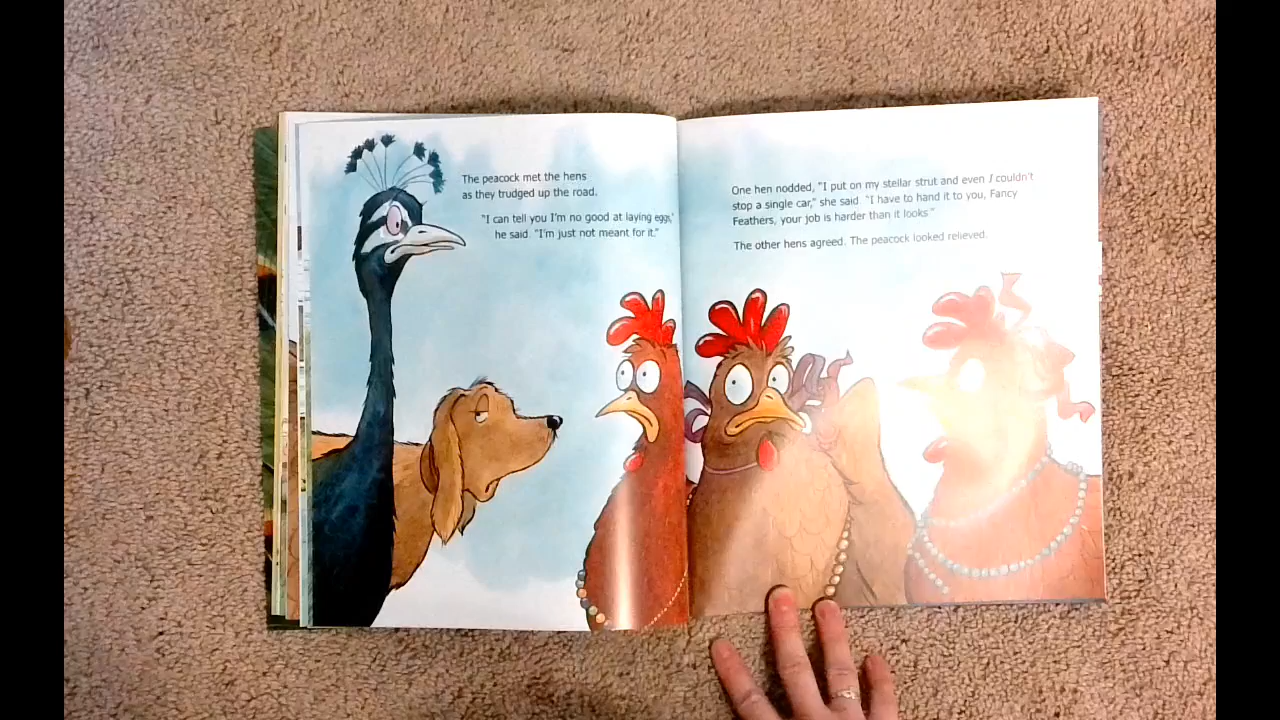 The peacock met the hens
as they trudged up the road.
"I can tell you I'm no good at laying eggs,"
he said. "I'm just not meant for it."
One hen nodded, "I put on my stellar strut and even I couldn't
stop a single car," she said. "I have to hand it to you, Fancy
Feathers, your job is harder than it looks."
The other hens agreed. The peacock looked relieved.